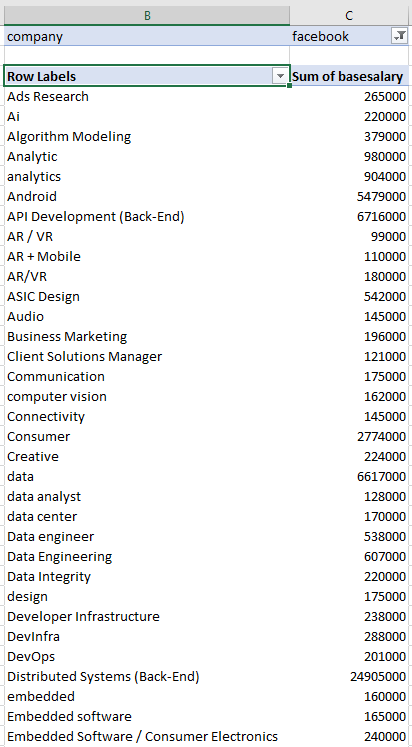 B C
company facebook
Row Labels Sum of basesalary
Ads Research 265000
Ai 220000
Algorithm Modeling 379000
Analytic 980000
analytics 904000
Android 5479000
API Development (Back-End) 6716000
AR / VR 99000
AR + Mobile 110000
AR/VR 180000
ASIC Design 542000
Audio 145000
Business Marketing 196000
Client Solutions Manager 121000
Communication 175000
computer vision 162000
Connectivity 145000
Consumer 2774000
Creative 224000
data 6617000
data analyst 128000
data center 170000
Data engineer 538000
Data Engineering 607000
Data Integrity 220000
design 175000
Developer Infrastructure 238000
DevInfra 288000
DevOps 201000
Distributed Systems (Back-End) 24905000
embedded 160000
Embedded software 165000
Embedded Software / Consumer Electronics 240000